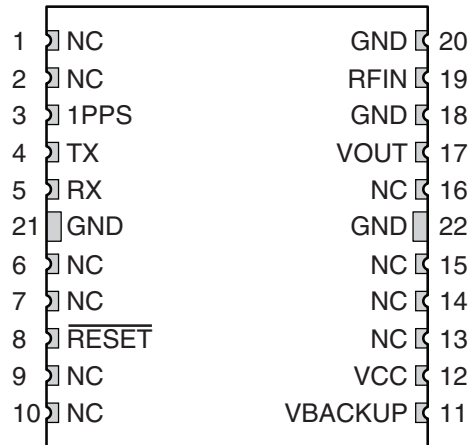 1 NC GND 20
2 NC RFIN 19
3 1PPS GND 18
4 TX VOUT 17
5 RX NC 16
21 GND GND 22
6 NC NC 15
7 NC NC 14
8 RESET NC 13
9 NC VCC 12
10 NC VBACKUP 11